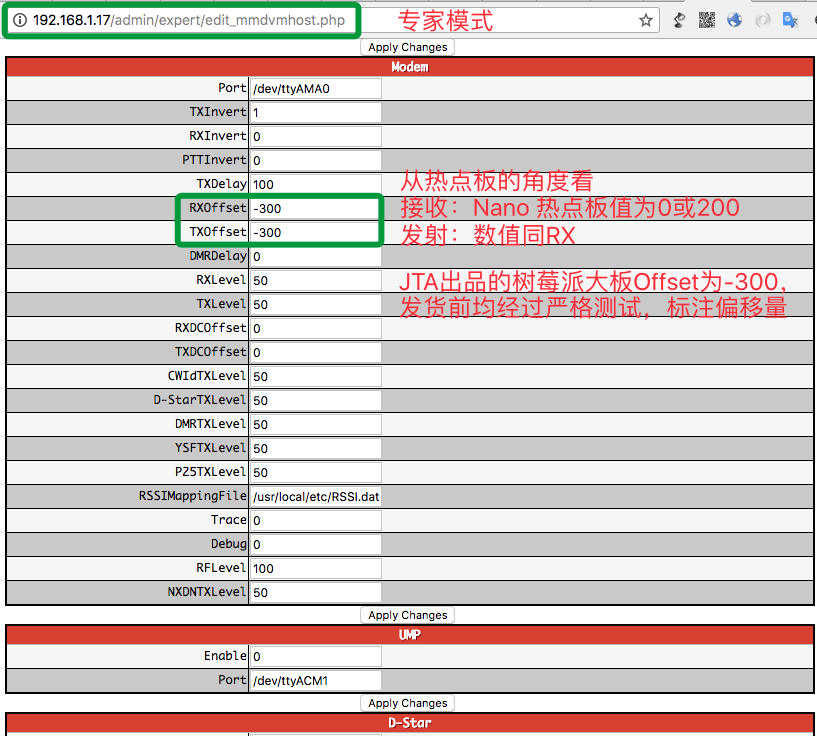 192.168.1.17/admin/expert/edit_mmdvmhost.php 专家模式
Apply Changes
Modem
Port /dev/ttyAMA0
TXInvert 1
RXInvert 0
PTTInvert 0
TXDelay 100 从热点板的角度看
RXOffset -300 接收：Nano 热点板值为0或200
TXOffset -300 发射：数值同RX
DMRDelay 0
RXLevel 50 JTA出品的树莓派大板Offset为-300，
TXLevel 50 发货前均经过严格测试，标注偏移量
RXDCOffset 0
TXDCOffset 0
CWIdTXLevel 50
D-StarTXLevel 50
DMRTXLevel 50
YSFTXLevel 50
P25TXLevel 50
RSSIMappingFile /usr/local/etc/RSSI.dat
Trace 0
Debug 0
RFLevel 100
NXDNTXLevel 50
Apply Changes
UMP
Enable 0
Port /dev/ttyACM1
Apply Changes
D-Star